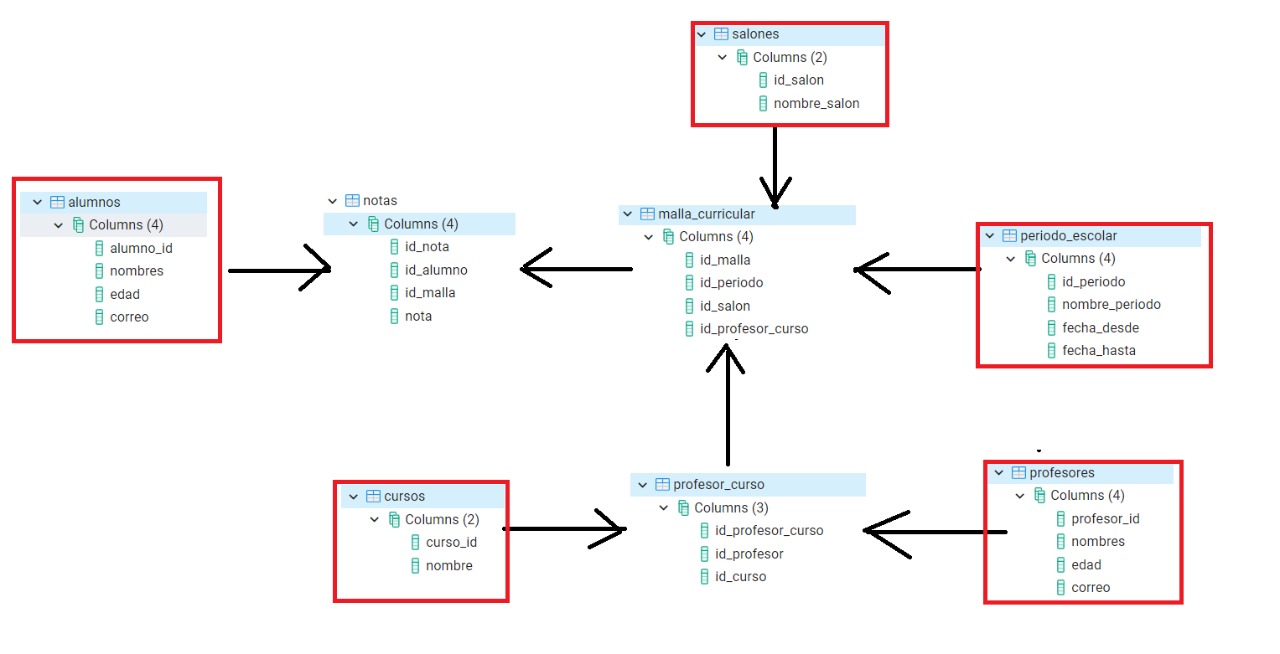 salones
Columns (2)
id_salon
nombre_salon
alumnos
Columns (4)
alumno_id
nombres
edad
correo
notas
Columns (4)
id_nota
id_alumno
id_malla
nota
malla_curricular
Columns (4)
id_malla
id_periodo
id_salon
id_profesor_curso
periodo_escolar
Columns (4)
id_periodo
nombre_periodo
fecha_desde
fecha_hasta
cursos
Columns (2)
curso_id
nombre
profesor_curso
Columns (3)
id_profesor_curso
id_profesor
id_curso
profesores
Columns (4)
profesor_id
nombres
edad
correo